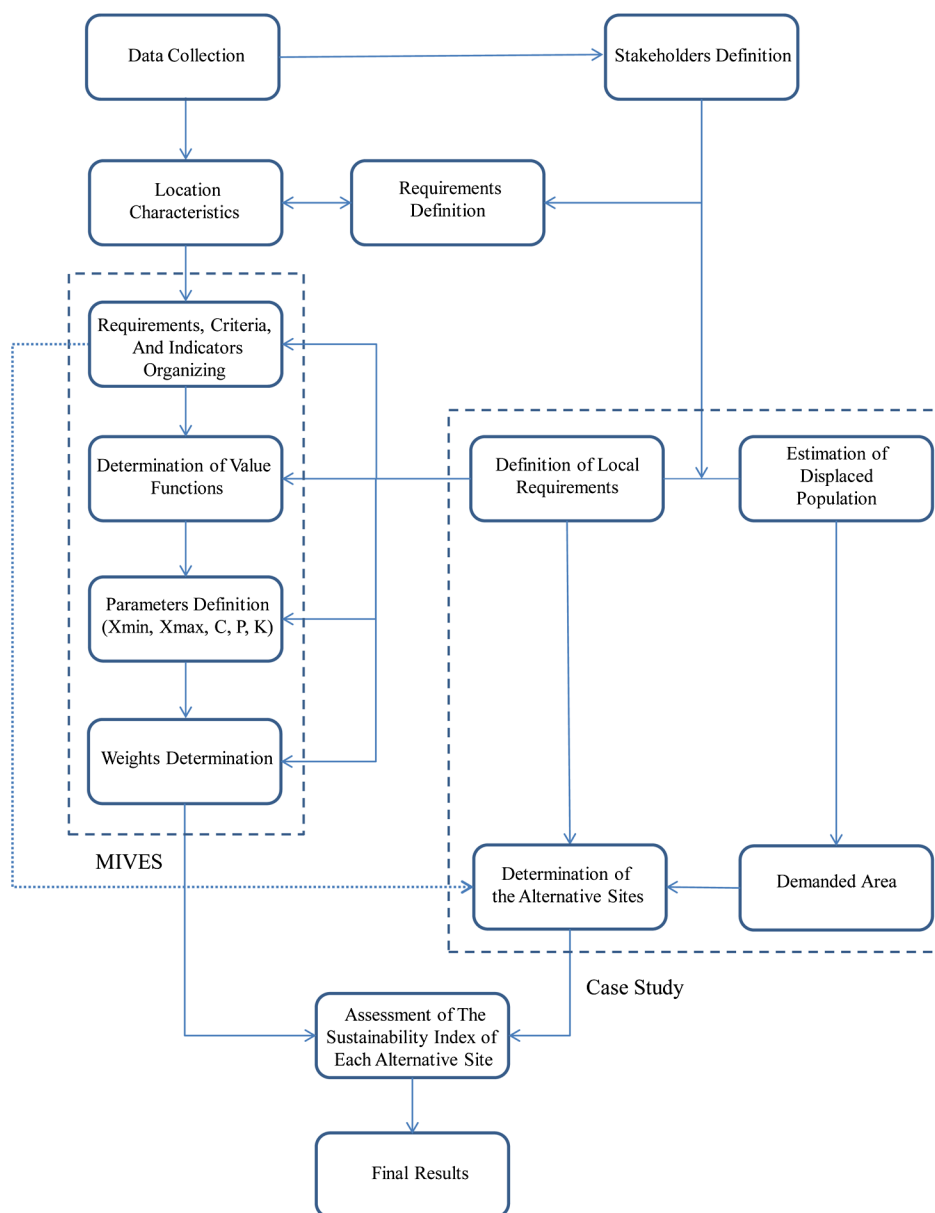 Data Collection
Stakeholders Definition
Location
Characteristics
Requirements
Definition
Requirements, Criteria,
And Indicators
Organizing
Determination of Value
Functions
Definition of Local
Requirements
Estimation of
Displaced
Population
Parameters Definition
(Xmin, Xmax, C, P, K)
Weights Determination
MIVES
Determination of
the Alternative Sites
Demanded Area
Case Study
Assessment of The
Sustainability Index of
Each Alternative Site
Final Results